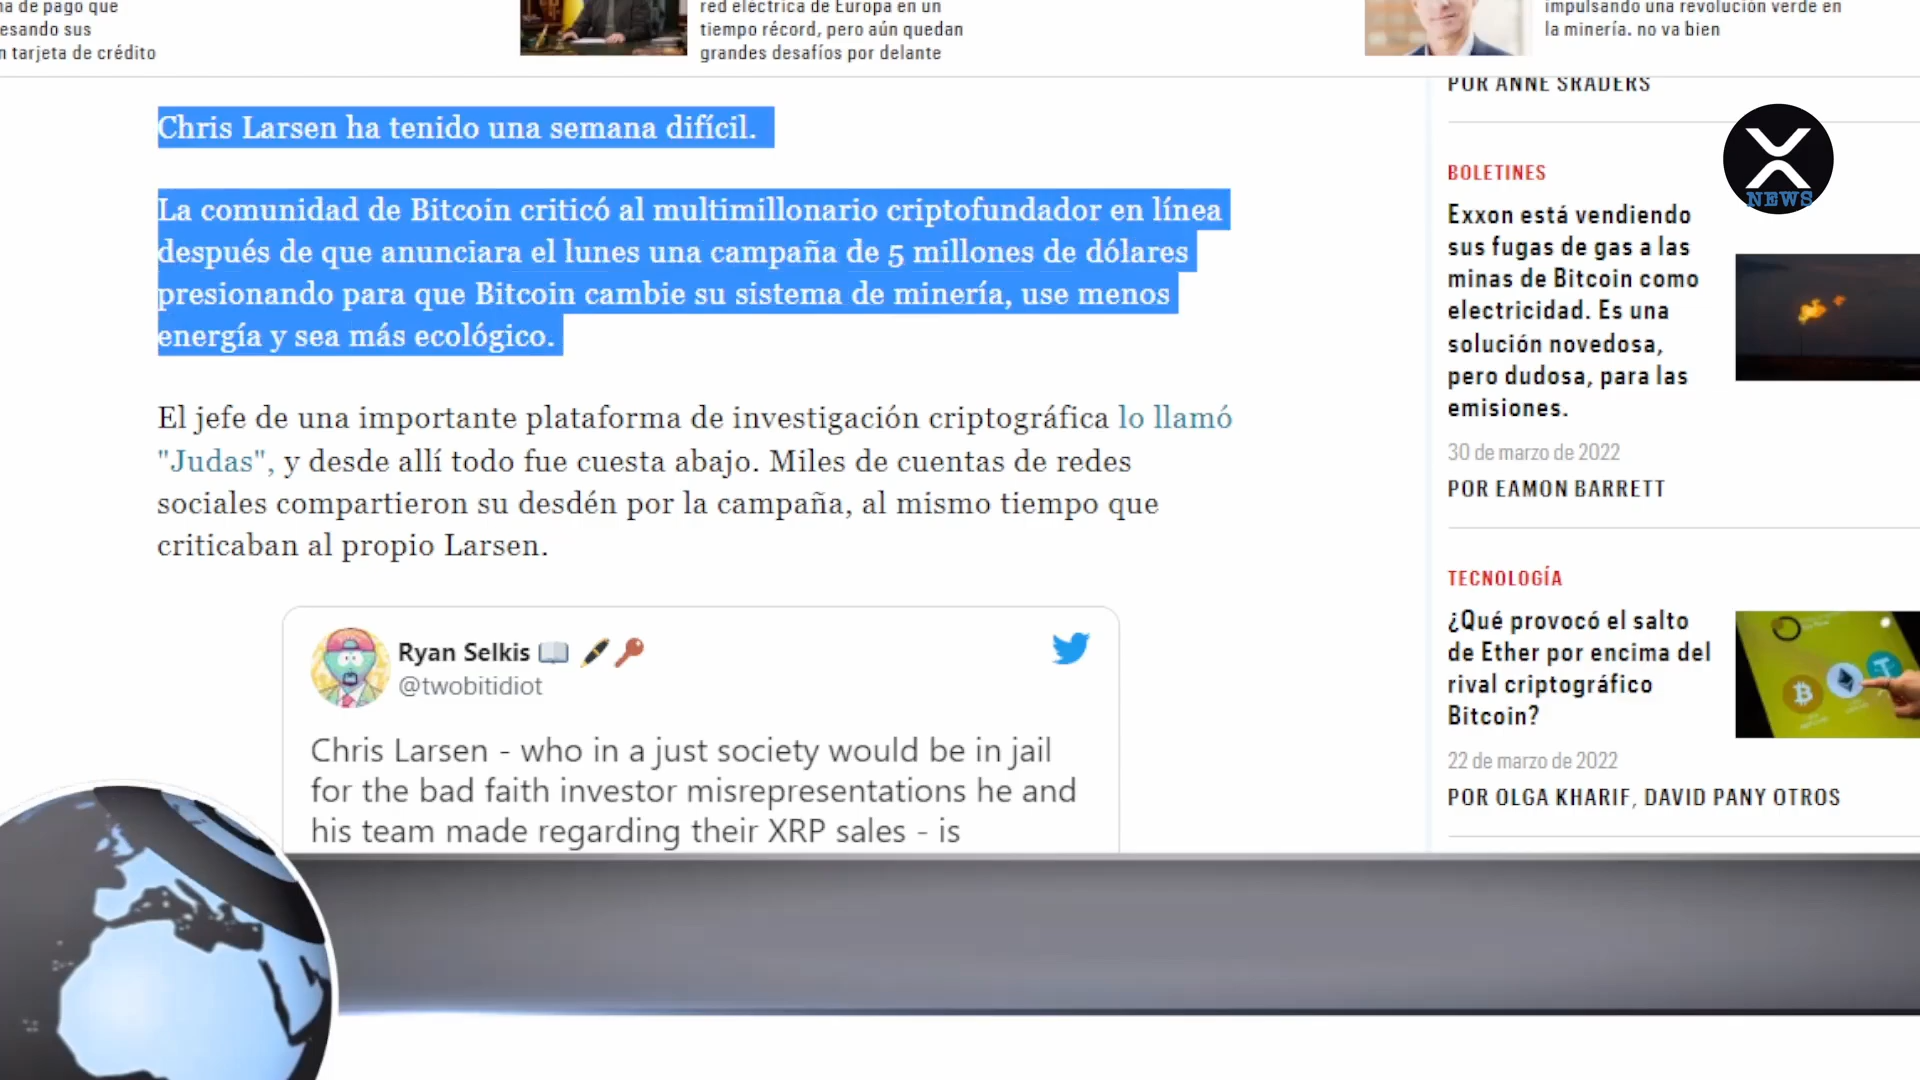 na de pago que
esando sus
n tarjeta de crédito
red eléctrica de Europa en un
tiempo récord, pero aún quedan
grandes desafíos por delante
impulsando una revolución verde en
la minería. no va bien
Chris Larsen ha tenido una semana difícil.
La comunidad de Bitcoin criticó al multimillonario criptofundador en línea
después de que anunciara el lunes una campaña de 5 millones de dólares
presionando para que Bitcoin cambie su sistema de minería, use menos
energía y sea más ecológico.
El jefe de una importante plataforma de investigación criptográfica lo llamó
"Judas", y desde allí todo fue cuesta abajo. Miles de cuentas de redes
sociales compartieron su desdén por la campaña, al mismo tiempo que
criticaban al propio Larsen.
Ryan Selkis
@twobitidiot
Chris Larsen - who in a just society would be in jail
for the bad faith investor misrepresentations he and
his team made regarding their XRP sales - is
POR ANNE SRADERS
NEWS
BOLETINES
Exxon está vendiendo
sus fugas de gas a las
minas de Bitcoin como
electricidad. Es una
solución novedosa,
pero dudosa, para las
emisiones.
30 de marzo de 2022
POR EAMON BARRETT
TECNOLOGÍA
¿Qué provocó el salto
de Ether por encima del
rival criptográfico
Bitcoin?
22 de marzo de 2022
POR OLGA KHARIF, DAVID PANY OTROS